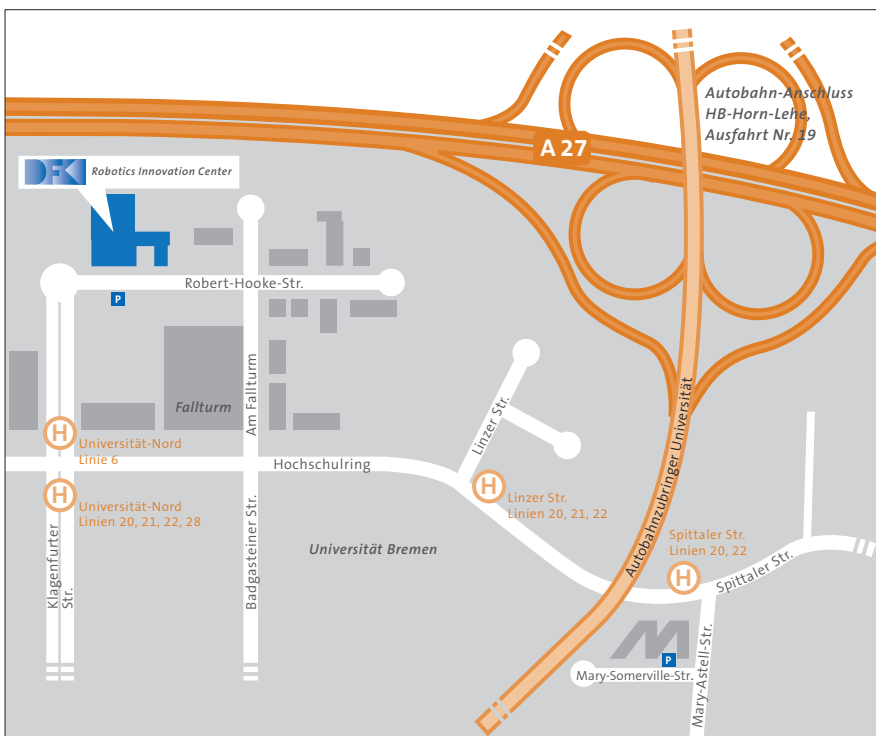 Autobahn-Anschluss
HB-Horn-Lehe,
Ausfahrt Nr. 19
A 27
DFK Robotics Innovation Center
Robert-Hooke-Str.
P
Am Fallturm
Fallturm
Linzer Str.
Autobahnzubringer Universität
H
Universität-Nord
Linie 6
Hochschulring
H
Linzer Str.
Linien 20, 21, 22
H
Universität-Nord
Linien 20, 21, 22, 28
Klagenfurter
Str.
Badgasteiner Str.
Universität Bremen
Spittaler Str.
Linien 20, 22
H
Spittaler Str.
P
Mary-Somerville-Str.
Mary-Astell-Str.